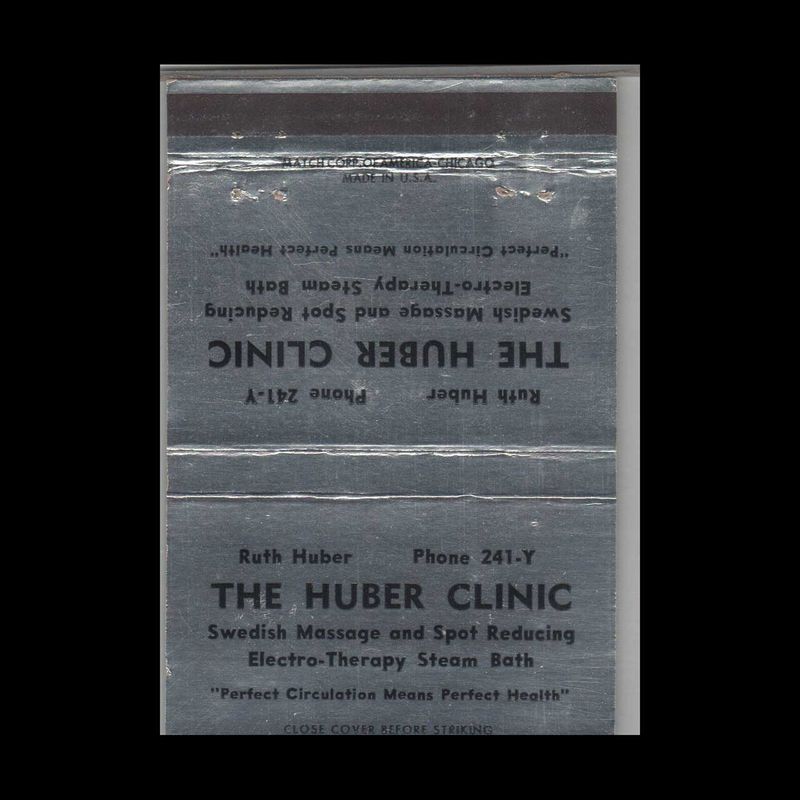 MATCH CORP. OF AMERICA-CHICAGO
MADE IN U.S.A.
"Perfect Circulation Means Perfect Health"
Electro-Therapy Steam Bath
Swedish Massage and Spot Reducing
THE HUBER CLINIC
Ruth Huber Phone 241-Y
Ruth Huber Phone 241-Y
THE HUBER CLINIC
Swedish Massage and Spot Reducing
Electro-Therapy Steam Bath
"Perfect Circulation Means Perfect Health"
CLOSE COVER BEFORE STRIKING